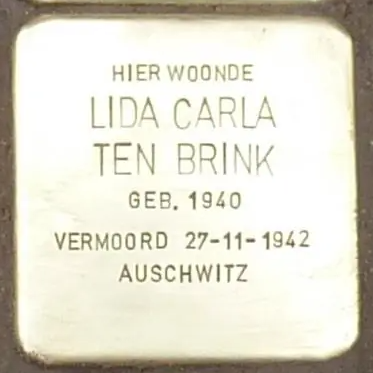 HIER WOONDE
LIDA CARLA
TEN BRINK
GEB. 1940
VERMOORD 27-11-1942
AUSCHWITZ